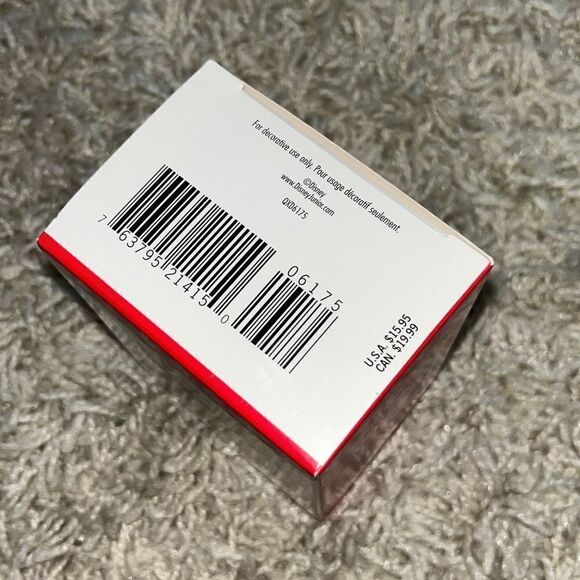 For decorative use only. Pour usage décoratif seulement.
©Disney
www.DisneyJunior.com
QXD6175
06175
7 63795 21415 0
U.S.A. $15.95
CAN. $19.99